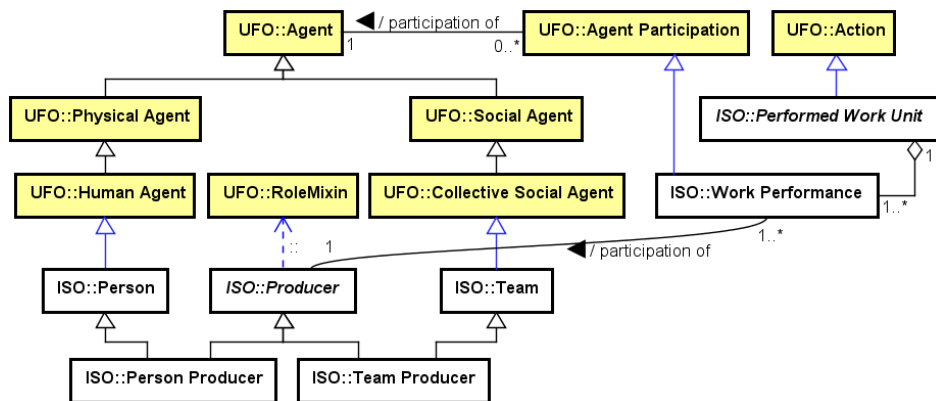 ◀ / participation of
UFO::Agent
1
0..*
UFO::Agent Participation
UFO::Action
UFO::Physical Agent
UFO::Social Agent
ISO::Performed Work Unit
1
UFO::Human Agent
UFO::RoleMixin
UFO::Collective Social Agent
ISO::Work Performance
1..*
1..*
::
1
◀ / participation of
ISO::Person
ISO::Producer
ISO::Team
ISO::Person Producer
ISO::Team Producer